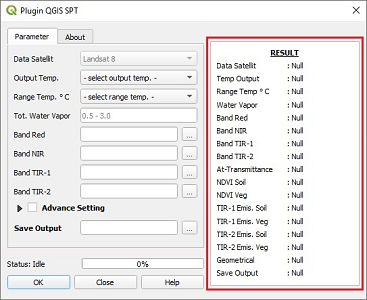 Plugin QGIS SPT
Parameter
About
Data Satellit
Landsat 8
Output Temp.
- select output temp. -
Range Temp. ° C
- select range temp. -
Tot. Water Vapor
0.5 - 3.0
Band Red
...
Band NIR
...
Band TIR-1
...
Band TIR-2
...
Advance Setting
Save Output
...
Status: Idle
0%
OK
Close
Help
RESULT
Data Satellit : Null
Temp Output : Null
Range Temp ° C : Null
Water Vapor : Null
Band Red : Null
Band NIR : Null
Band TIR-1 : Null
Band TIR-2 : Null
At-Transmittance : Null
NDVI Soil : Null
NDVI Veg : Null
TIR-1 Emis. Soil : Null
TIR-1 Emiss. Veg : Null
TIR-2 Emis. Soil : Null
TIR-2 Emiss. Veg : Null
Geometrical : Null
Save Output : Null